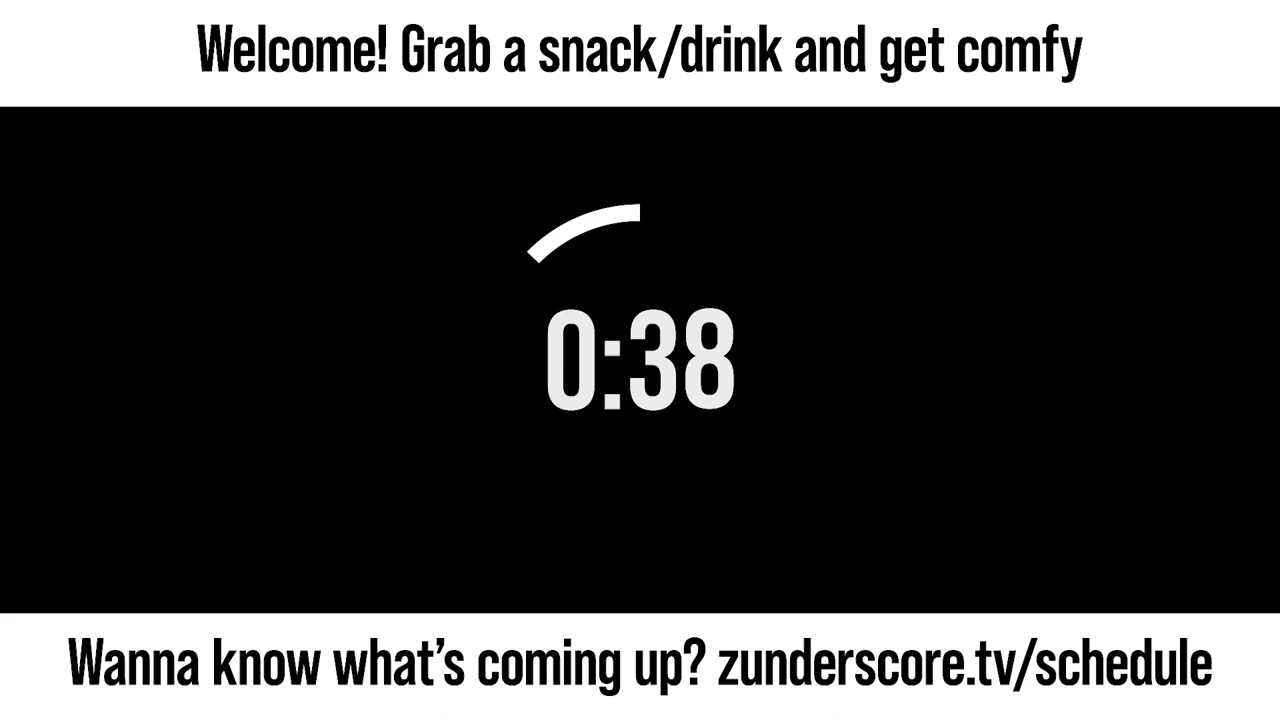 Welcome! Grab a snack/drink and get comfy
0:38
Wanna know what's coming up? zunderscore.tv/schedule